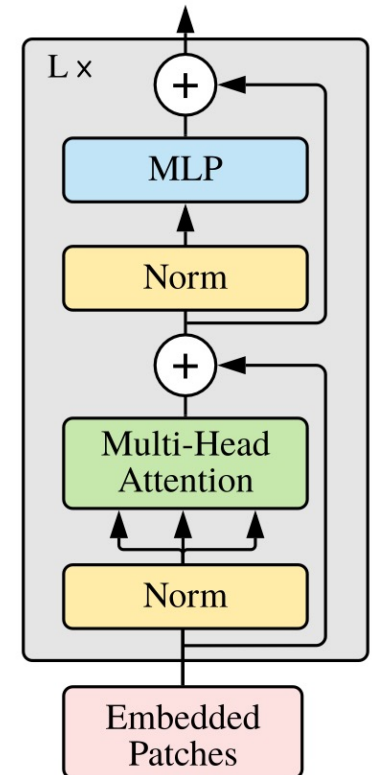 L ×
+
MLP
Norm
+
Multi-Head
Attention
Norm
Embedded
Patches